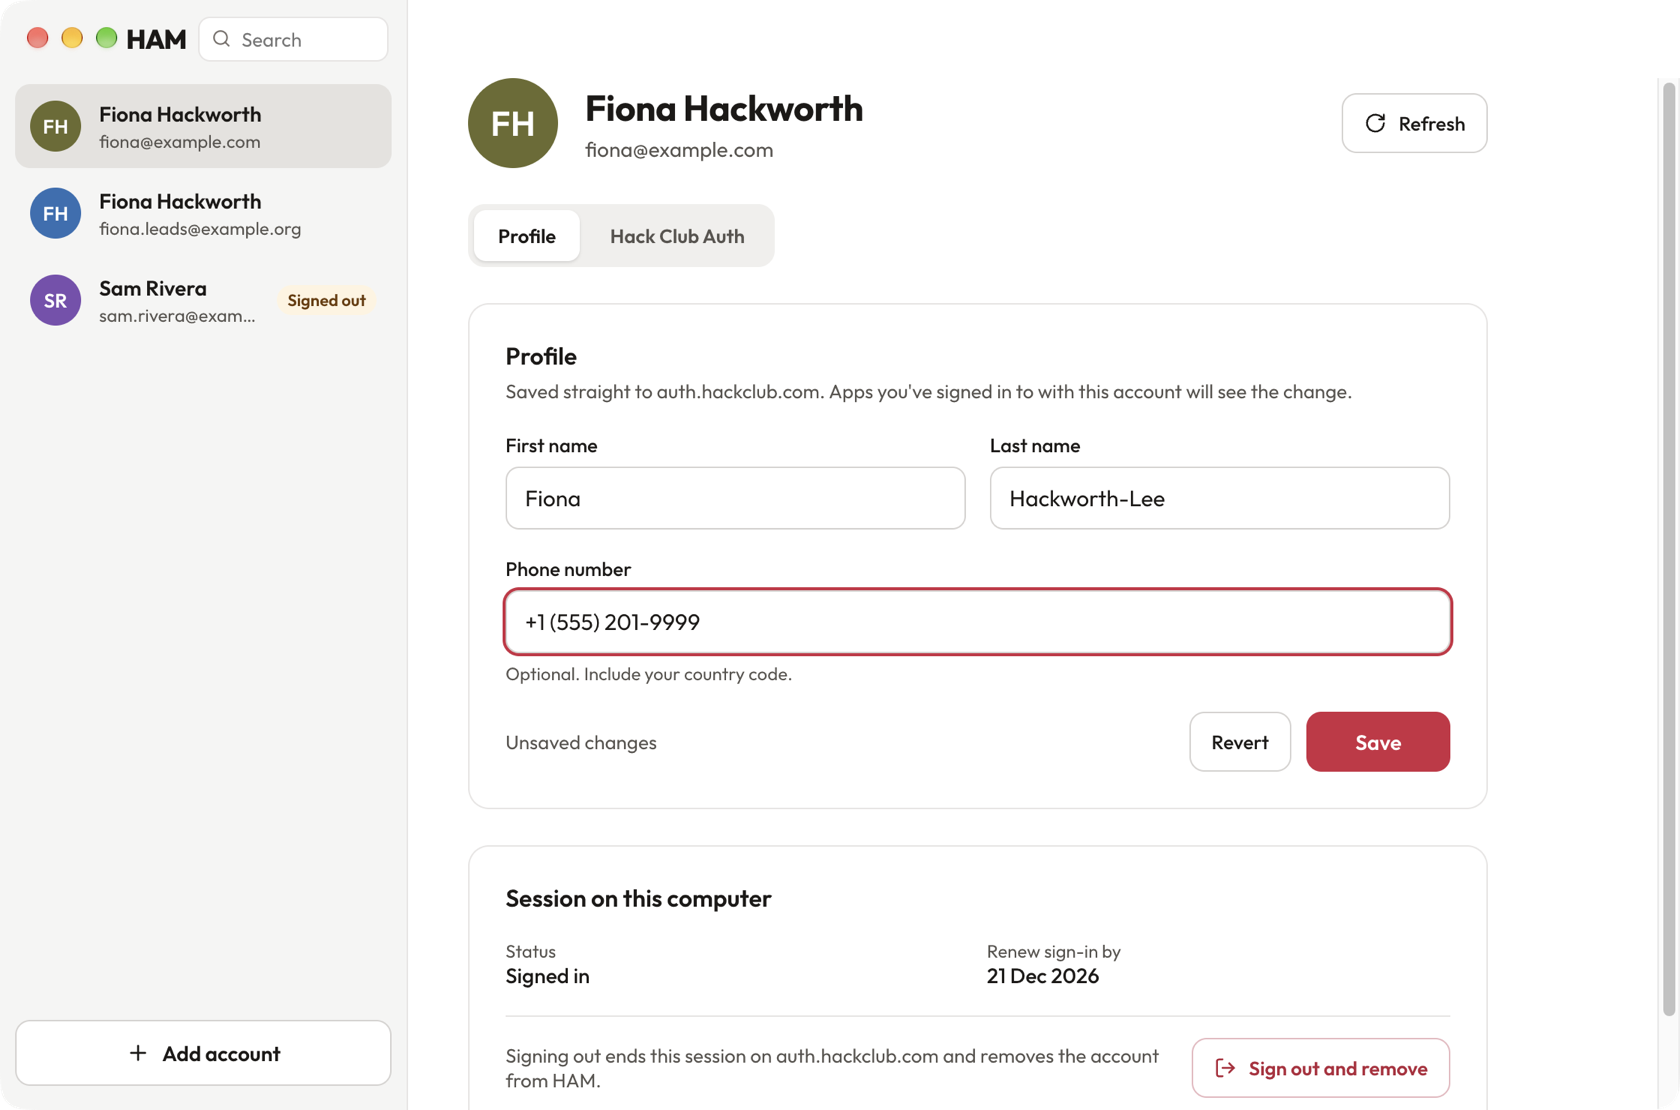 HAM
Search
FH
Fiona Hackworth
fiona@example.com
FH
Fiona Hackworth
fiona.leads@example.org
SR
Sam Rivera
sam.rivera@exam...
Signed out
Add account
FH
Fiona Hackworth
fiona@example.com
Refresh
Profile
Hack Club Auth
Profile
Saved straight to auth.hackclub.com. Apps you've signed in to with this account will see the change.
First name
Last name
Fiona
Hackworth-Lee
Phone number
+1 (555) 201-9999
Optional. Include your country code.
Unsaved changes
Revert
Save
Session on this computer
Status
Renew sign-in by
Signed in
21 Dec 2026
Signing out ends this session on auth.hackclub.com and removes the account
from HAM.
Sign out and remove